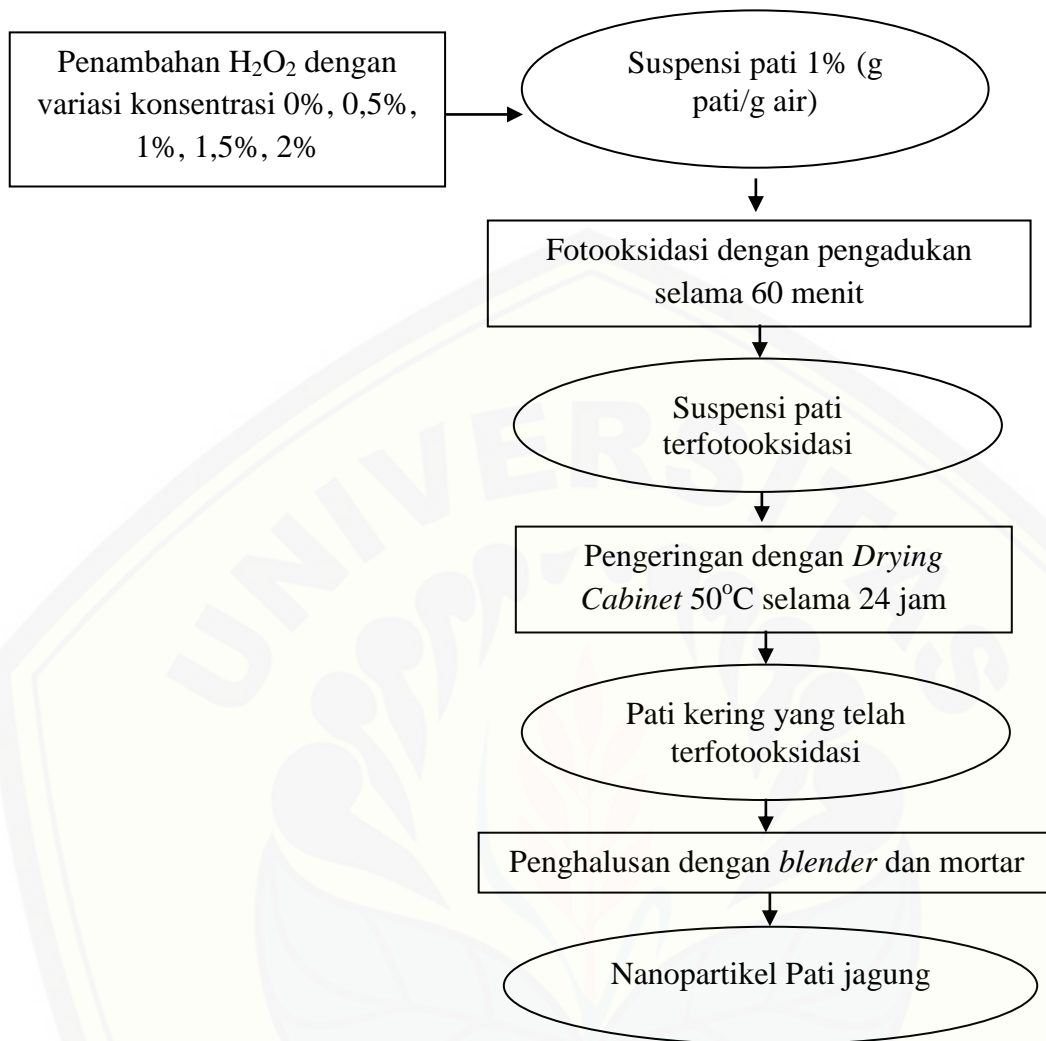 Penambahan H₂O₂ dengan
variasi konsentrasi 0%, 0,5%,
1%, 1,5%, 2%
Suspensi pati 1% (g
pati/g air)
Fotooksidasi dengan pengadukan
selama 60 menit
Suspensi pati
terfotooksidasi
Pengeringan dengan Drying
Cabinet 50°C selama 24 jam
Pati kering yang telah
terfotooksidasi
Penghalusan dengan blender dan mortar
Nanopartikel Pati jagung
UNIVERSITAS